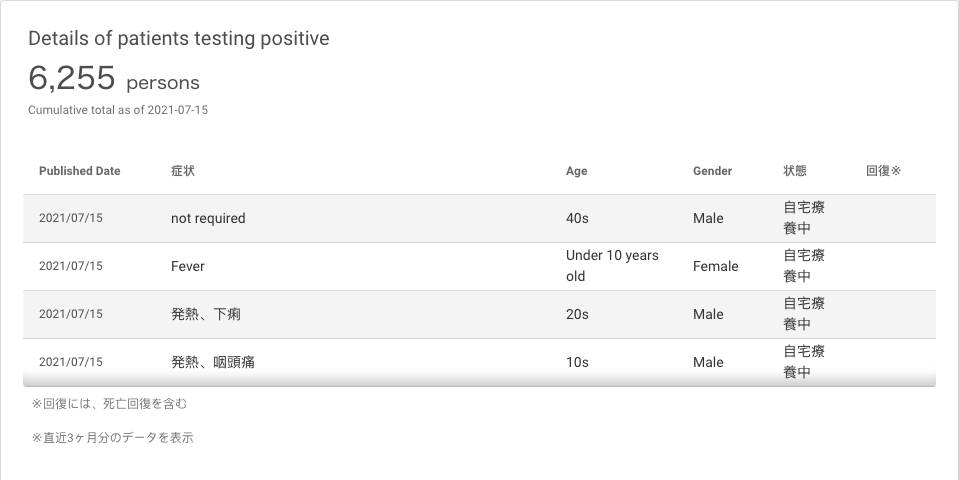 Details of patients testing positive
6,255 persons
Cumulative total as of 2021-07-15
Published Date 症状 Age Gender 状態 回復※
2021/07/15 not required 40s Male 自宅療
養中
2021/07/15 Fever Under 10 years
old Female 自宅療
養中
2021/07/15 発熱、下痢 20s Male 自宅療
養中
2021/07/15 発熱、咽頭痛 10s Male 自宅療
養中
※回復には、死亡回復を含む
※直近3ヶ月分のデータを表示